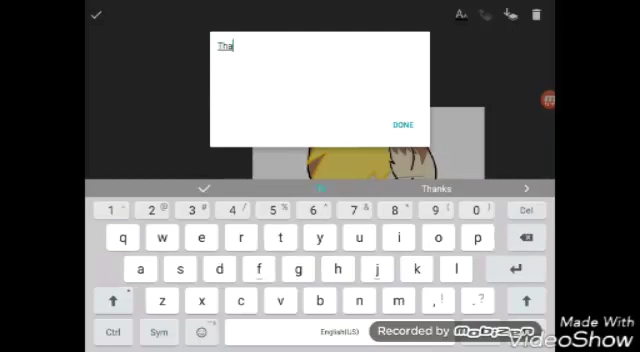 Tha
DONE
Thanks
1 2 @ 3 # 4 / 5 % 6 ^ 7 & 8 * 9 ( 0 ) Del
q w e r t y u i o p
a s d f g h j k l
z x c v b n m , ! . ?
Ctrl Sym English(US) Recorded by mobizen
Made With
VideoShow